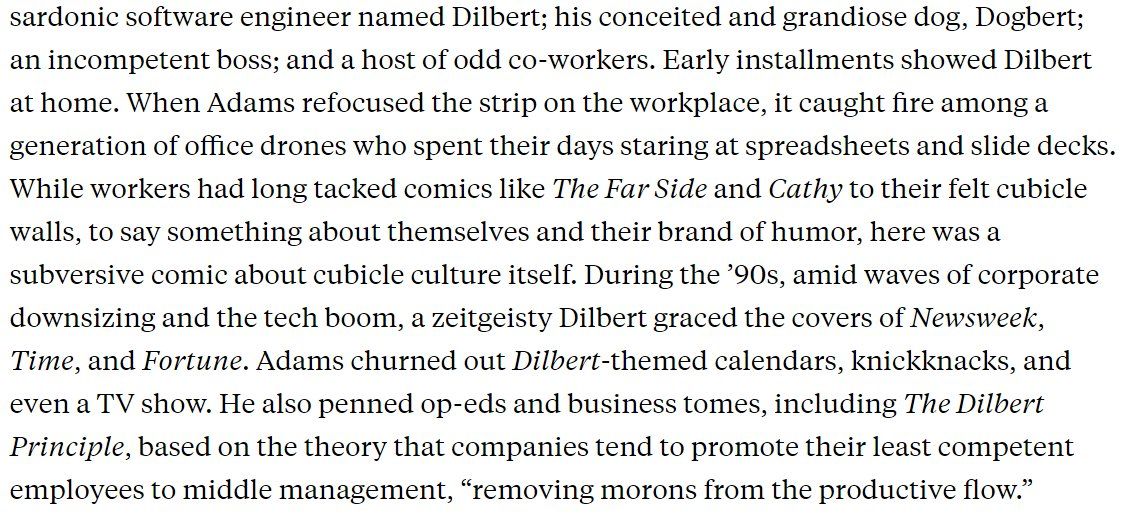 sardonic software engineer named Dilbert; his conceited and grandiose dog, Dogbert;
an incompetent boss; and a host of odd co-workers. Early installments showed Dilbert
at home. When Adams refocused the strip on the workplace, it caught fire among a
generation of office drones who spent their days staring at spreadsheets and slide decks.
While workers had long tacked comics like The Far Side and Cathy to their felt cubicle
walls, to say something about themselves and their brand of humor, here was a
subversive comic about cubicle culture itself. During the ’90s, amid waves of corporate
downsizing and the tech boom, a zeitgeisty Dilbert graced the covers of Newsweek,
Time, and Fortune. Adams churned out Dilbert-themed calendars, knickknacks, and
even a TV show. He also penned op-eds and business tomes, including The Dilbert
Principle, based on the theory that companies tend to promote their least competent
employees to middle management, “removing morons from the productive flow.”